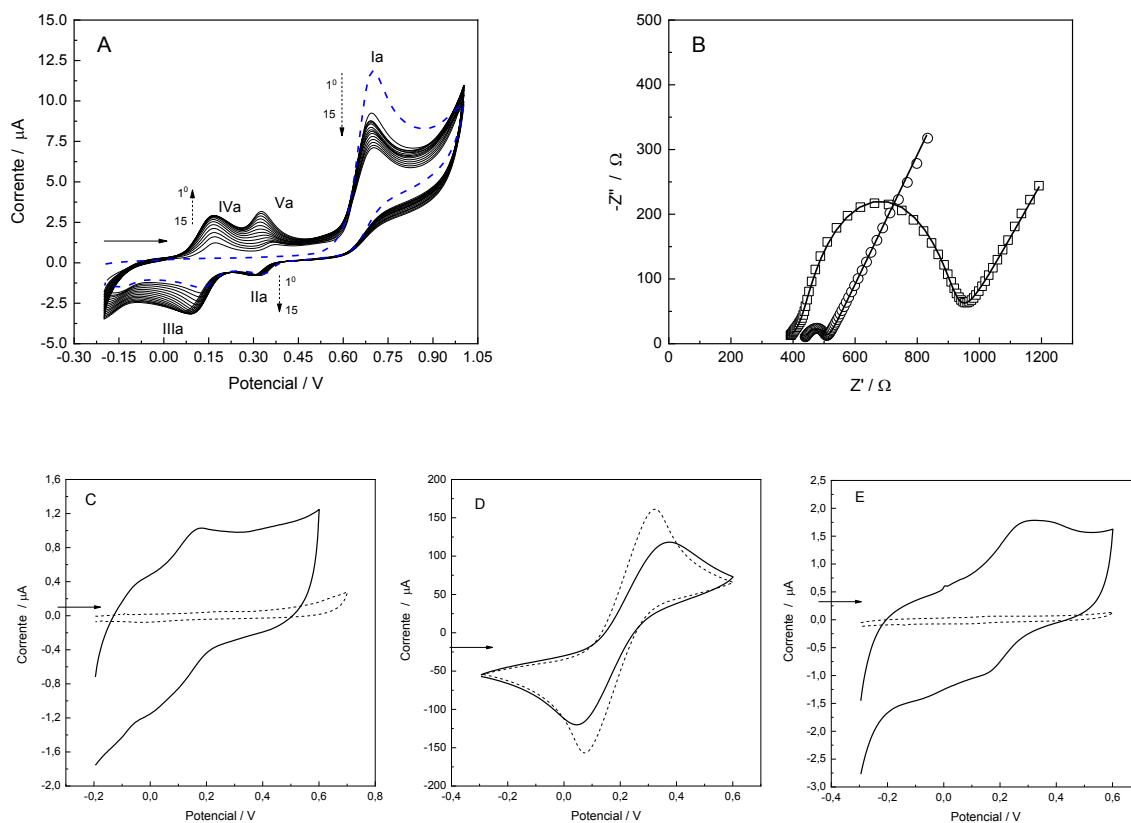 A
15.0
12.5
10.0
7.5
5.0
2.5
0.0
-2.5
-5.0
Corrente / μA
-0.30 -0.15 0.00 0.15 0.30 0.45 0.60 0.75 0.90 1.05
Potencial / V
Ia
1⁰
15
1⁰
15
IVa
Va
IIa
1⁰
15
IIIa
B
-500
-400
-300
-200
-100
0
-Z'' / Ω
0 200 400 600 800 1000 1200
Z' / Ω
C
1,6
1,2
0,8
0,4
0,0
-0,4
-0,8
-1,2
-1,6
-2,0
Corrente / μA
-0,2 0,0 0,2 0,4 0,6 0,8
Potencial / V
D
200
150
100
50
0
-50
-100
-150
-200
Corrente / μA
-0,4 -0,2 0,0 0,2 0,4 0,6
Potencial / V
E
2,5
2,0
1,5
1,0
0,5
0,0
-0,5
-1,0
-1,5
-2,0
-2,5
-3,0
Corrente / μA
-0,4 -0,2 0,0 0,2 0,4 0,6
Potencial / V